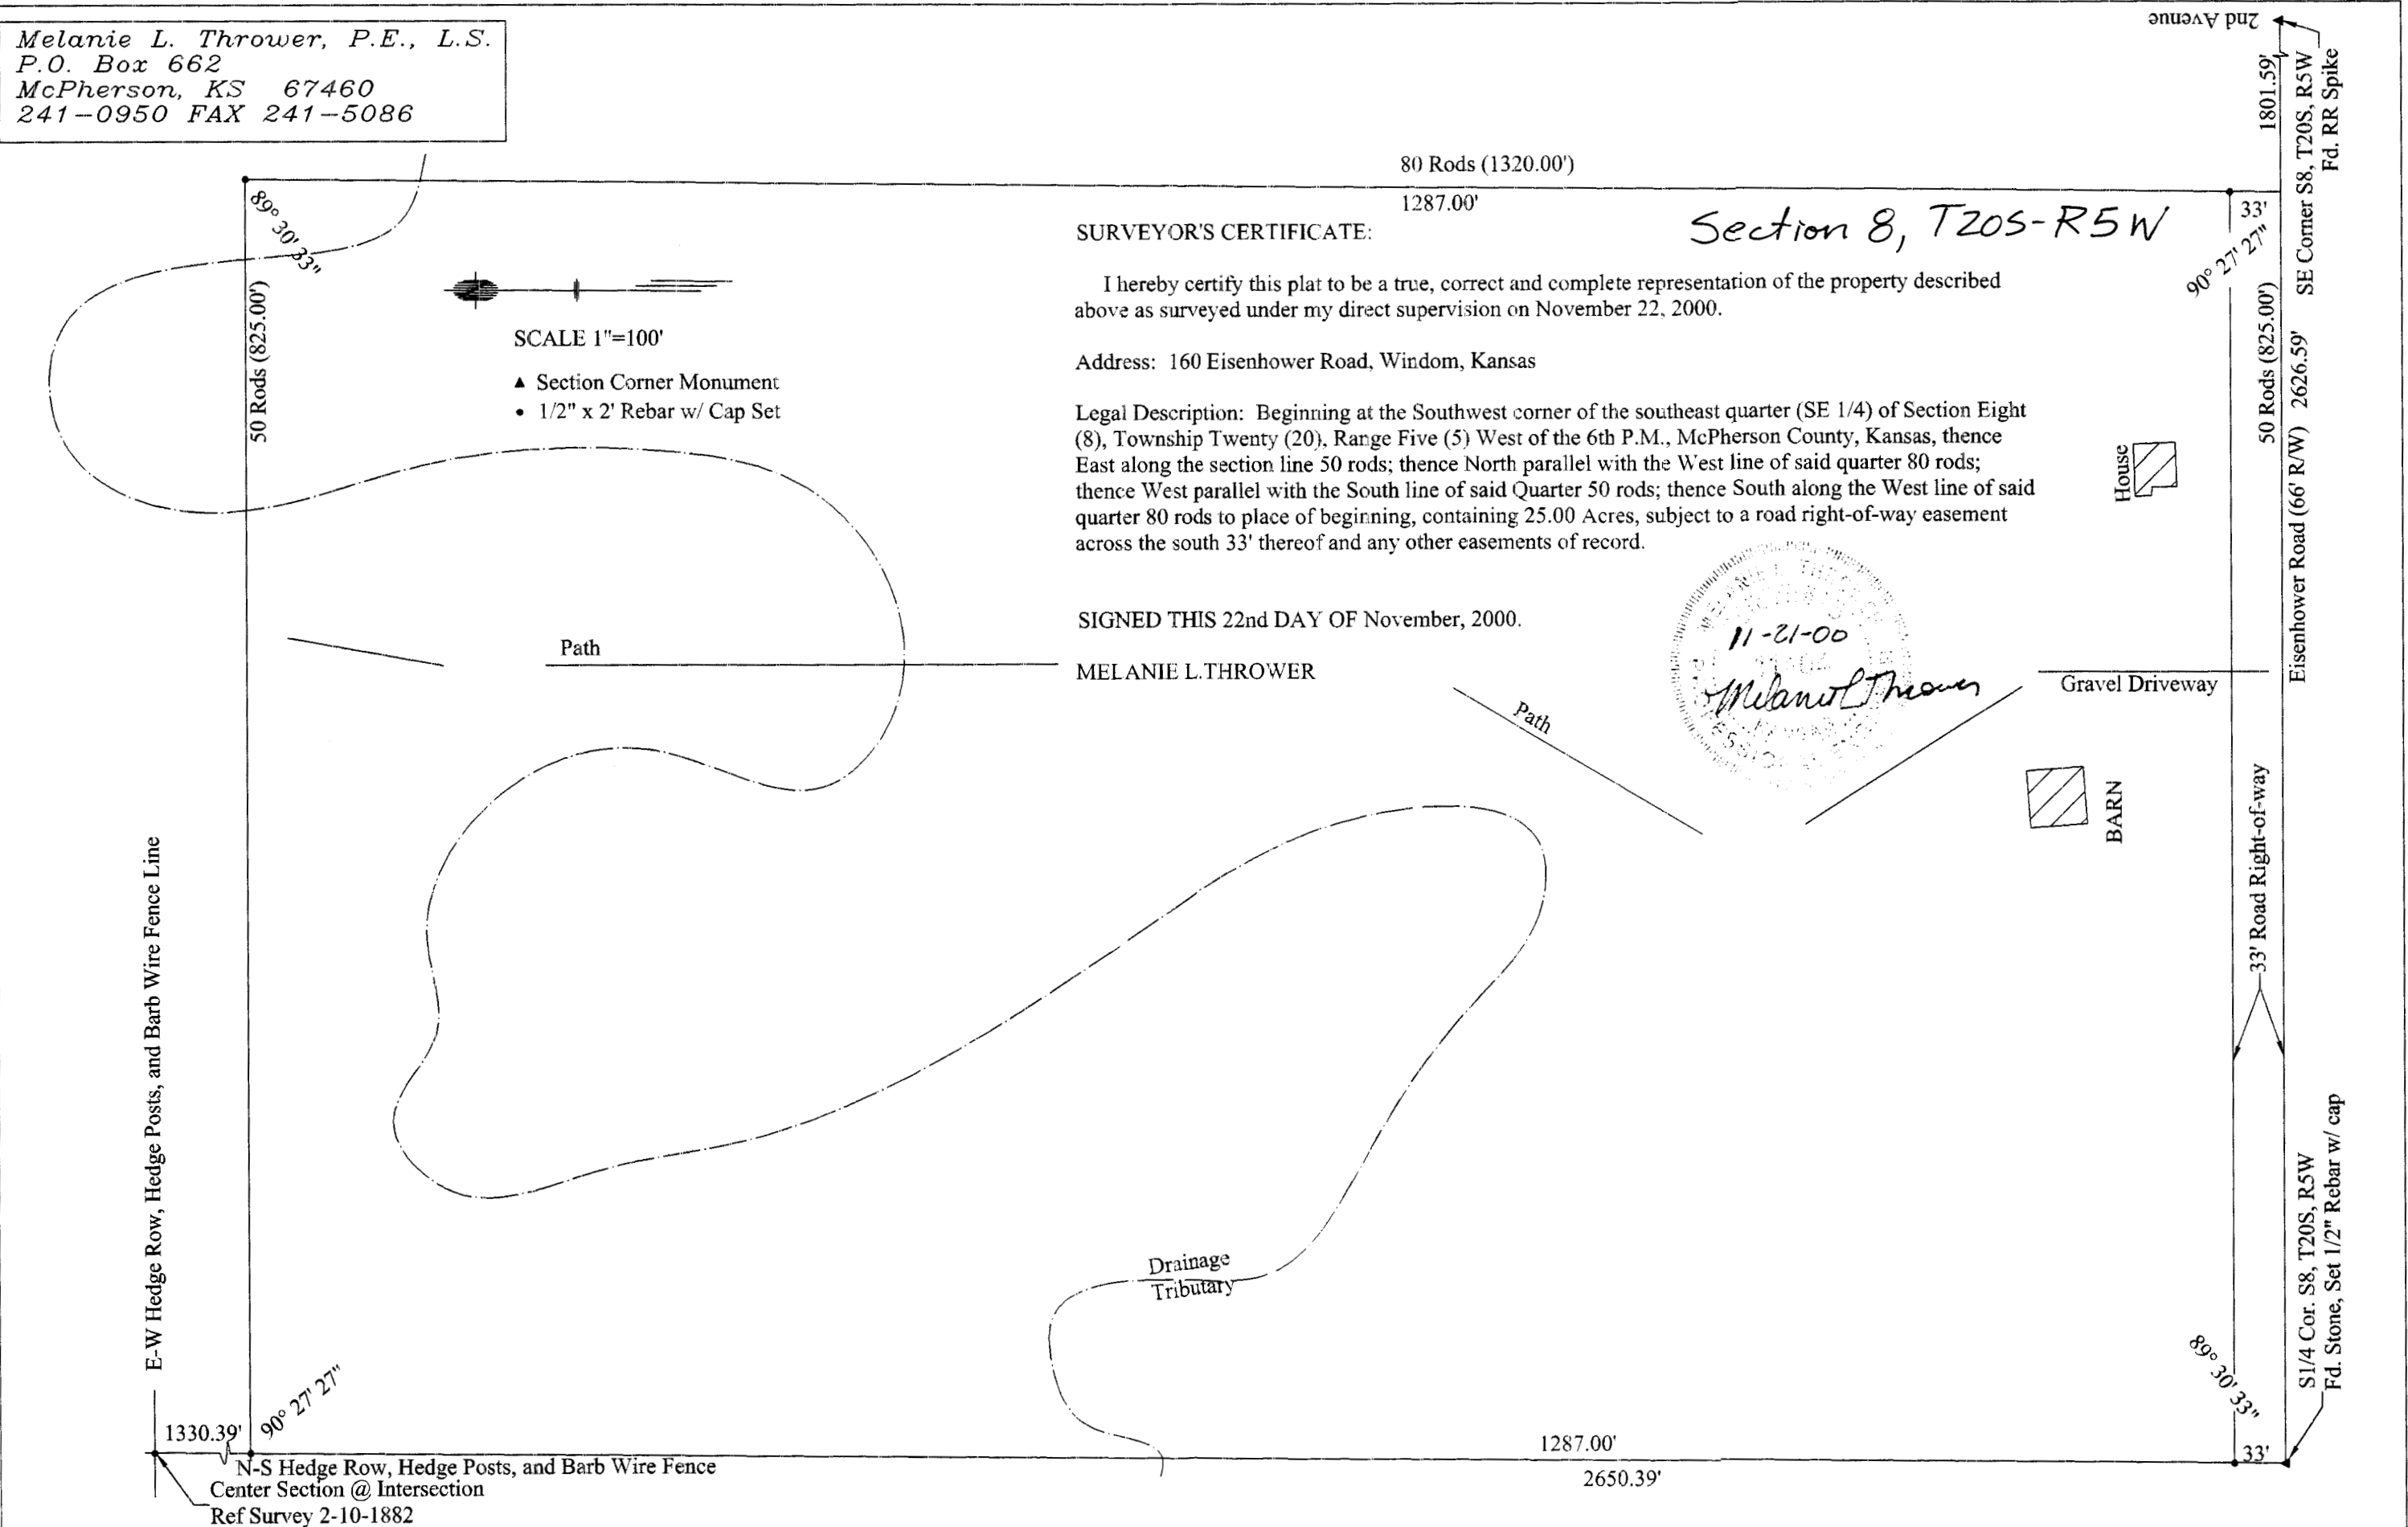 Melanie L. Thrower, P.E., L.S.
P.O. Box 662
McPherson, KS 67460
241-0950 FAX 241-5086
2nd Avenue
1801.59'
SE Corner S8, T20S, R5W
Fd. RR Spike
80 Rods (1320.00')
1287.00'
33'
89° 30' 33"
90° 27' 27"
50 Rods (825.00')
SCALE 1"=100'
▲ Section Corner Monument
• 1/2" x 2' Rebar w/ Cap Set
SURVEYOR'S CERTIFICATE:
Section 8, T20S-R5W
I hereby certify this plat to be a true, correct and complete representation of the property described
above as surveyed under my direct supervision on November 22, 2000.
Address: 160 Eisenhower Road, Windom, Kansas
Legal Description: Beginning at the Southwest corner of the southeast quarter (SE 1/4) of Section Eight
(8), Township Twenty (20), Range Five (5) West of the 6th P.M., McPherson County, Kansas, thence
East along the section line 50 rods; thence North parallel with the West line of said quarter 80 rods;
thence West parallel with the South line of said Quarter 50 rods; thence South along the West line of said
quarter 80 rods to place of beginning, containing 25.00 Acres, subject to a road right-of-way easement
across the south 33' thereof and any other easements of record.
SIGNED THIS 22nd DAY OF November, 2000.
MELANIE L.THROWER
11-21-00
Melanie L Thrower
50 Rods (825.00')
Eisenhower Road (66' R/W) 2626.59'
House
Path
Path
Gravel Driveway
BARN
33' Road Right-of-way
E-W Hedge Row, Hedge Posts, and Barb Wire Fence Line
Drainage
Tributary
S1/4 Cor. S8, T20S, R5W
Fd. Stone, Set 1/2" Rebar w/ cap
89° 30' 33"
90° 27' 27"
1330.39'
1287.00'
33'
2650.39'
N-S Hedge Row, Hedge Posts, and Barb Wire Fence
Center Section @ Intersection
Ref Survey 2-10-1882